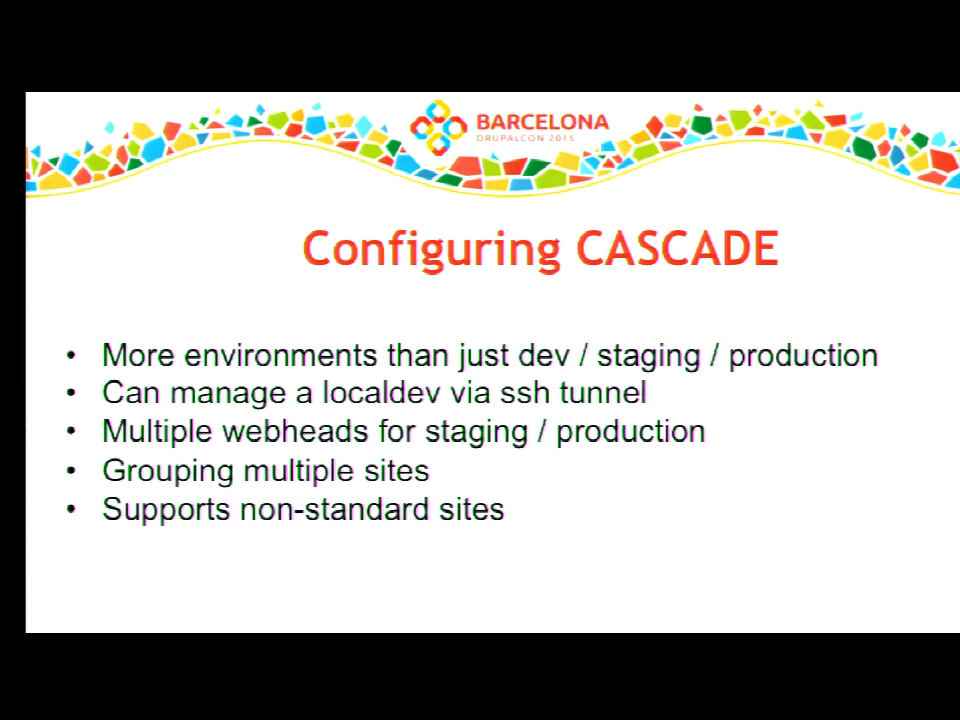 BARCELONA
DRUPALCON 2015
Configuring CASCADE
• More environments than just dev / staging / production
• Can manage a localdev via ssh tunnel
• Multiple webheads for staging / production
• Grouping multiple sites
• Supports non-standard sites